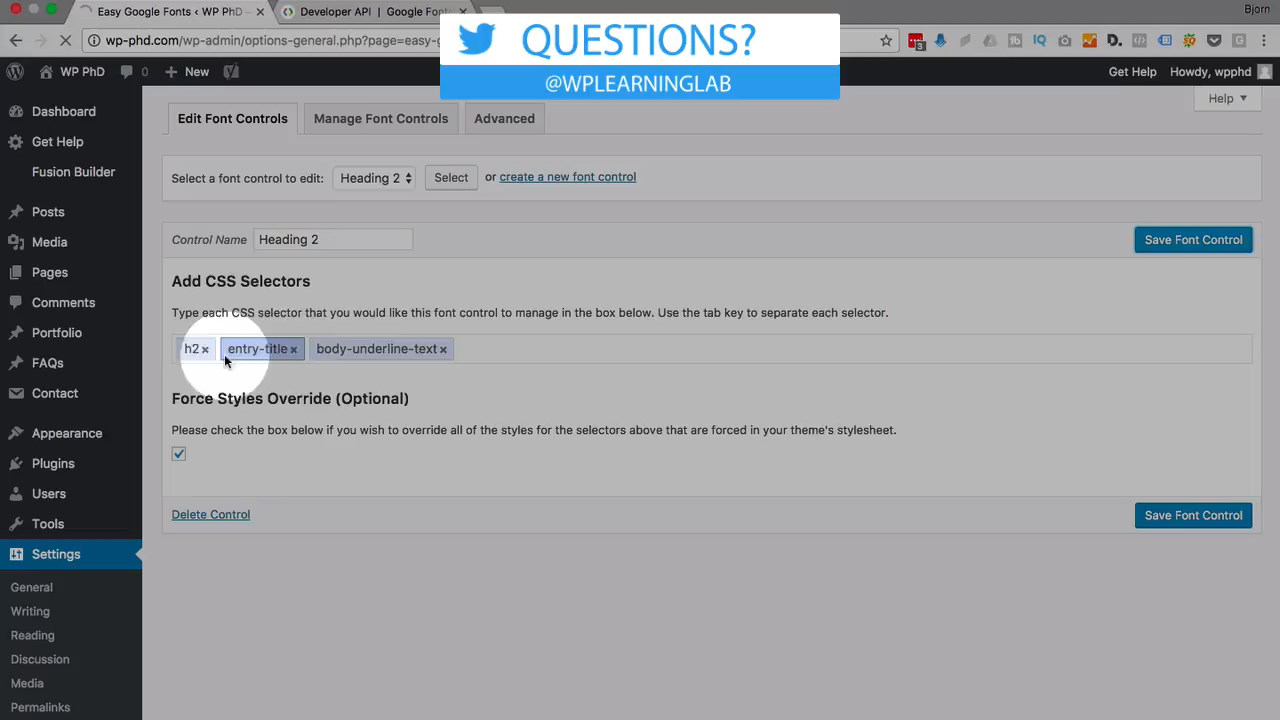 Easy Google Fonts ‹ WP PhD
Developer API | Google Font
Bjorn
wp-phd.com/wp-admin/options-general.php?page=easy-g
QUESTIONS?
@WPLEARNINGLAB
3
WP PhD
0
New
Get Help
Howdy, wpphd
Help
Dashboard
Get Help
Fusion Builder
Posts
Media
Pages
Comments
Portfolio
FAQs
Contact
Appearance
Plugins
Users
Tools
Settings
General
Writing
Reading
Discussion
Media
Permalinks
Edit Font Controls
Manage Font Controls
Advanced
Select a font control to edit: Heading 2 Select or create a new font control
Control Name Heading 2
Save Font Control
Add CSS Selectors
Type each CSS selector that you would like this font control to manage in the box below. Use the tab key to separate each selector.
h2 × entry-title × body-underline-text ×
Force Styles Override (Optional)
Please check the box below if you wish to override all of the styles for the selectors above that are forced in your theme's stylesheet.
Delete Control
Save Font Control